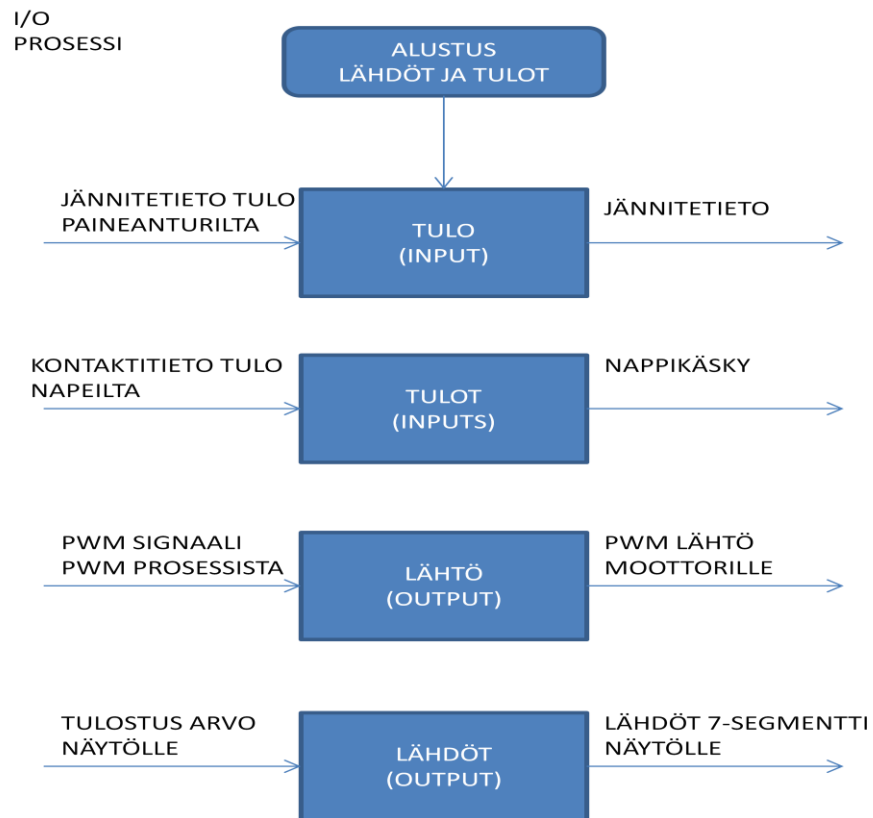 I/O
PROSESSI
ALUSTUS
LÄHDÖT JA TULOT
JÄNNITETIETO TULO
PAINEANTURILTA
TULO
(INPUT)
JÄNNITETIETO
KONTAKTITIETO TULO
NAPEILTA
TULOT
(INPUTS)
NAPPIKÄSKY
PWM SIGNAALI
PWM PROSESSISTA
LÄHTÖ
(OUTPUT)
PWM LÄHTÖ
MOOTTORILLE
TULOSTUS ARVO
NÄYTÖLLE
LÄHDÖT
(OUTPUT)
LÄHDÖT 7-SEGMENTTI
NÄYTÖLLE